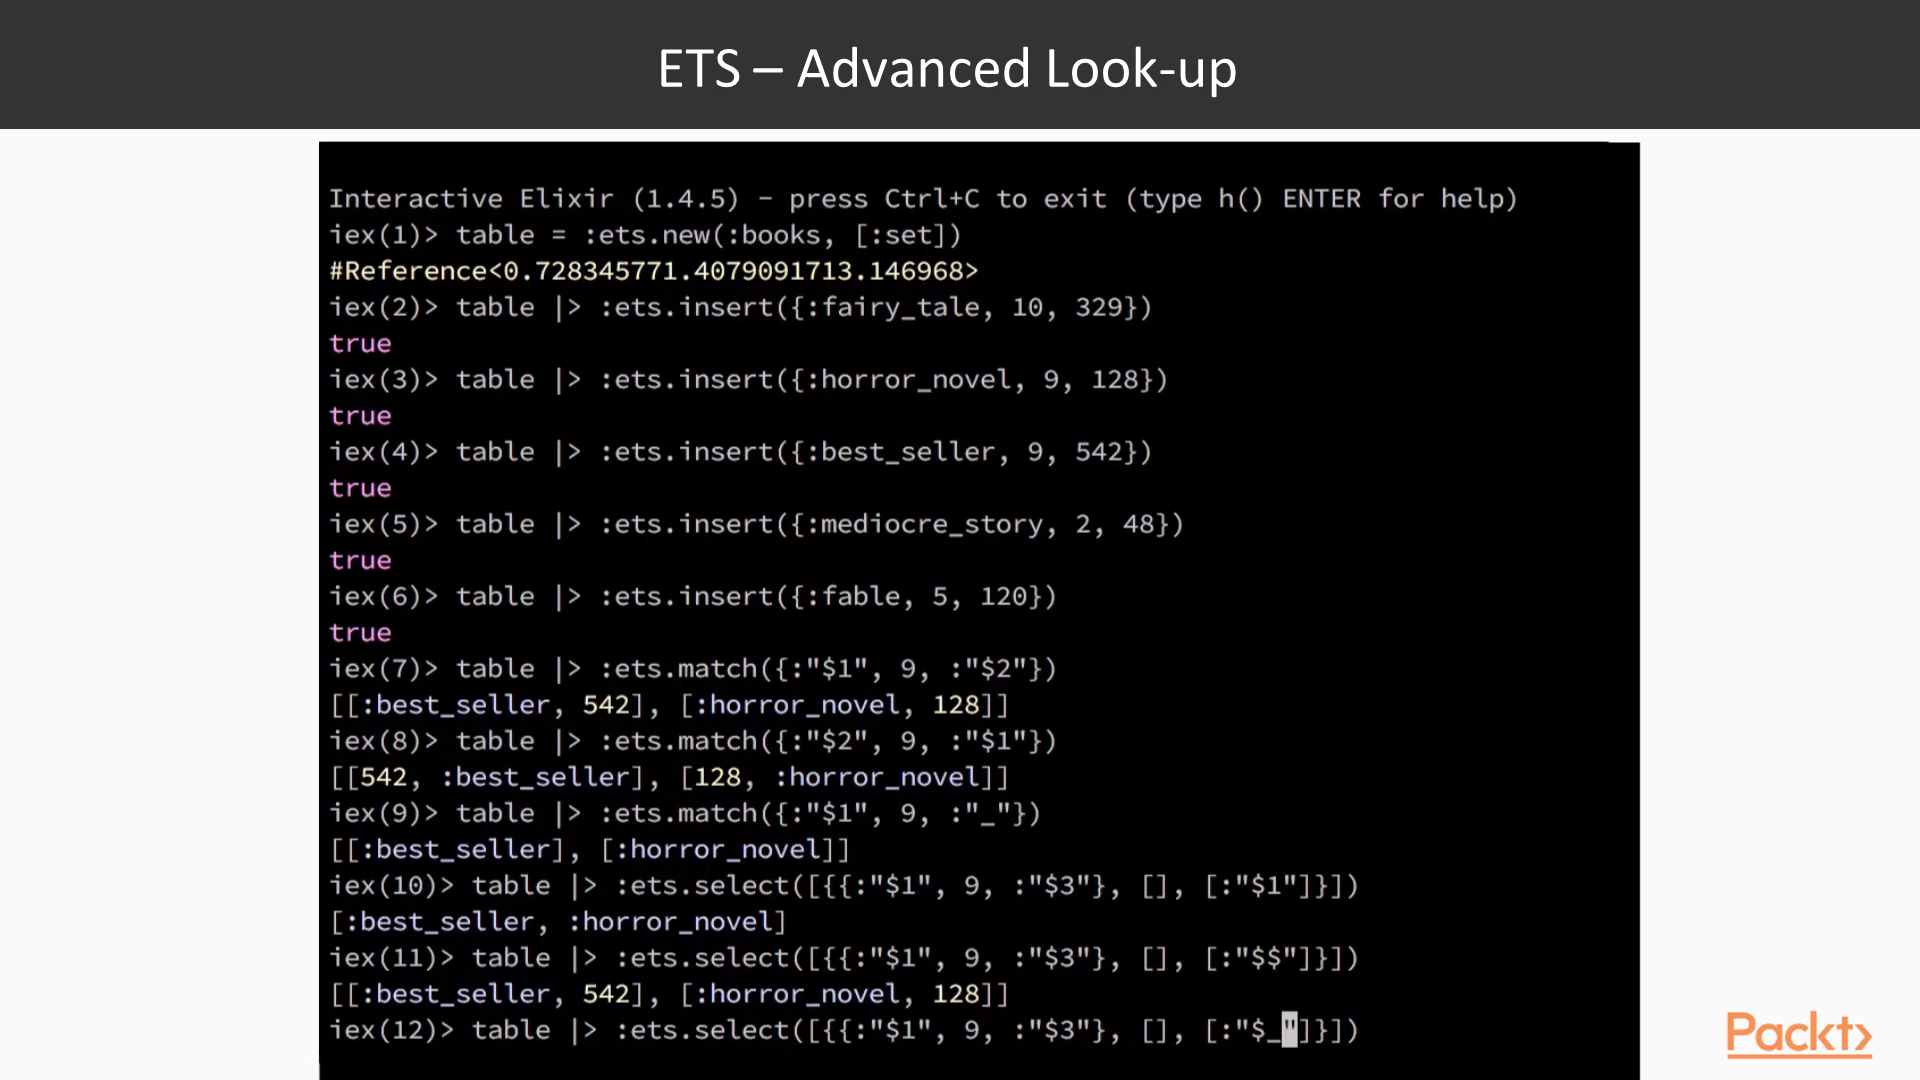 ETS – Advanced Look-up
Interactive Elixir (1.4.5) - press Ctrl+C to exit (type h() ENTER for help)
iex(1)> table = :ets.new(:books, [:set])
#Reference<0.728345771.4079091713.146968>
iex(2)> table |> :ets.insert({:fairy_tale, 10, 329})
true
iex(3)> table |> :ets.insert({:horror_novel, 9, 128})
true
iex(4)> table |> :ets.insert({:best_seller, 9, 542})
true
iex(5)> table |> :ets.insert({:mediocre_story, 2, 48})
true
iex(6)> table |> :ets.insert({:fable, 5, 120})
true
iex(7)> table |> :ets.match({:"$1", 9, :"$2"})
[[:best_seller, 542], [:horror_novel, 128]]
iex(8)> table |> :ets.match({:"$2", 9, :"$1"})
[[542, :best_seller], [128, :horror_novel]]
iex(9)> table |> :ets.match({:"$1", 9, :"_"})
[[:best_seller], [:horror_novel]]
iex(10)> table |> :ets.select([{{:"$1", 9, :"$3"}, [], [:"$1"]}])
[:best_seller, :horror_novel]
iex(11)> table |> :ets.select([{{:"$1", 9, :"$3"}, [], [:"$$"]}])
[[:best_seller, 542], [:horror_novel, 128]]
iex(12)> table |> :ets.select([{{:"$1", 9, :"$3"}, [], [:"$_"]}])
Packt>